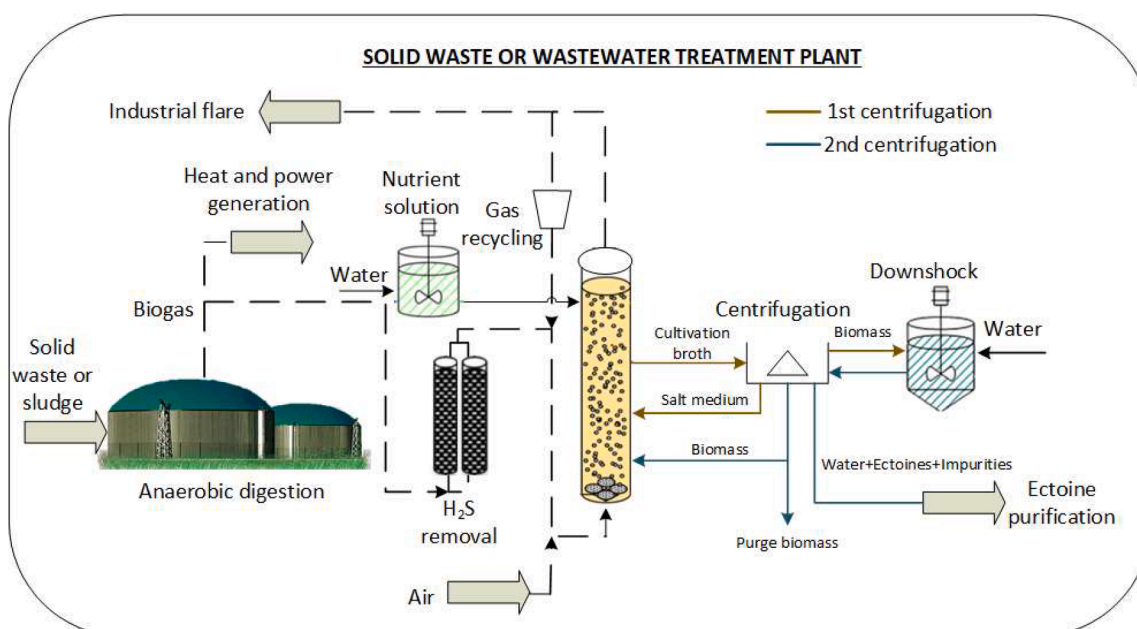 SOLID WASTE OR WASTEWATER TREATMENT PLANT
Industrial flare
1st centrifugation
2nd centrifugation
Heat and power
generation
Nutrient
solution
Gas
recycling
Water
Biogas
Downshock
Centrifugation
Biomass
Water
Cultivation
broth
Solid
waste or
sludge
Salt medium
Biomass
Water+Ectoines+Impurities
Anaerobic digestion
H₂S
removal
Ectoine
purification
Purge biomass
Air